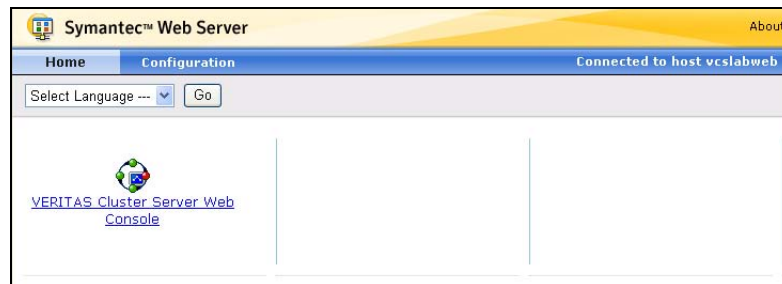 Symantec™ Web Server
About
Home
Configuration
Connected to host vcslabweb
Select Language ---
Go
VERITAS Cluster Server Web
Console